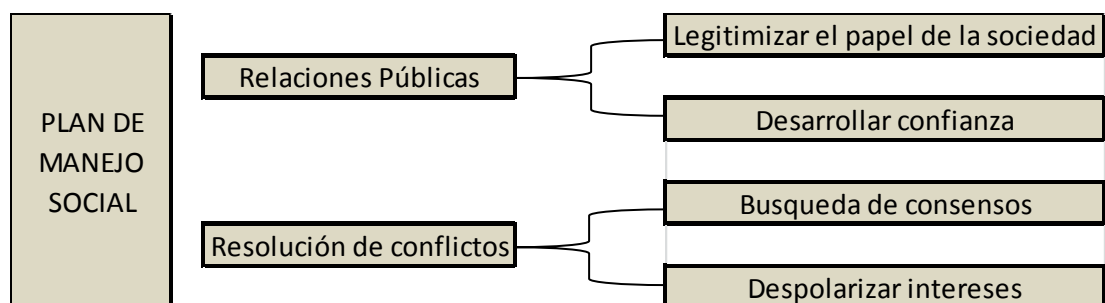 PLAN DE
MANEJO
SOCIAL
Relaciones Públicas
Legitimizar el papel de la sociedad
Desarrollar confianza
Resolución de conflictos
Busqueda de consensos
Despolarizar intereses